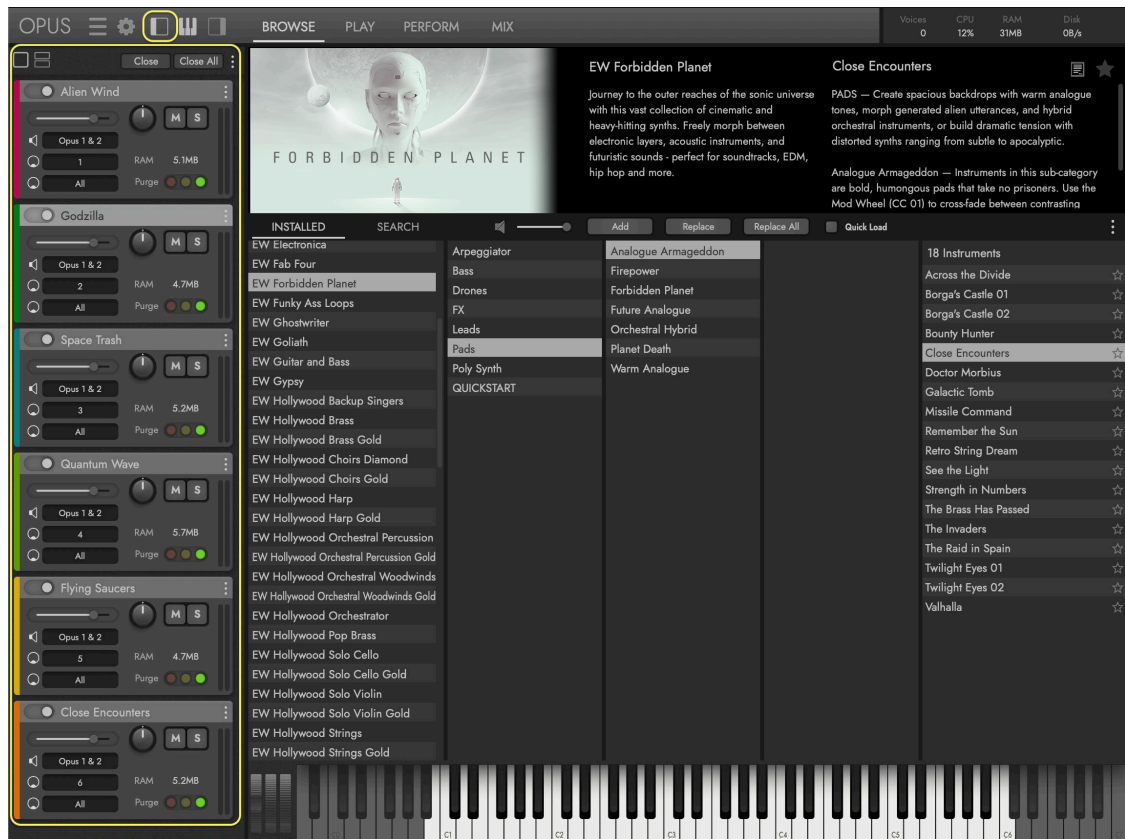 OPUS
BROWSE PLAY PERFORM MIX
Voices CPU RAM Disk
0 12% 31MB 0B/s
Close Close All
Alien Wind
M S
Opus 1 & 2
1 RAM 5.1MB
All Purge
Godzilla
M S
Opus 1 & 2
2 RAM 4.7MB
All Purge
Space Trash
M S
Opus 1 & 2
3 RAM 5.2MB
All Purge
Quantum Wave
M S
Opus 1 & 2
4 RAM 5.7MB
All Purge
Flying Saucers
M S
Opus 1 & 2
5 RAM 4.7MB
All Purge
Close Encounters
M S
Opus 1 & 2
6 RAM 5.2MB
All Purge
FORBIDDEN PLANET
EW Forbidden Planet
Journey to the outer reaches of the sonic universe
with this vast collection of cinematic and
heavy-hitting synths. Freely morph between
electronic layers, acoustic instruments, and
futuristic sounds - perfect for soundtracks, EDM,
hip hop and more.
Close Encounters
PADS — Create spacious backdrops with warm analogue
tones, morph generated alien utterances, and hybrid
orchestral instruments, or build dramatic tension with
distorted synths ranging from subtle to apocalyptic.
Analogue Armageddon — Instruments in this sub-category
are bold, humongous pads that take no prisoners. Use the
Mod Wheel (CC 01) to cross-fade between contrasting
INSTALLED SEARCH Add Replace Replace All Quick Load
EW Electronica
EW Fab Four
EW Forbidden Planet
EW Funky Ass Loops
EW Ghostwriter
EW Goliath
EW Guitar and Bass
EW Gypsy
EW Hollywood Backup Singers
EW Hollywood Brass
EW Hollywood Brass Gold
EW Hollywood Choirs Diamond
EW Hollywood Choirs Gold
EW Hollywood Harp
EW Hollywood Harp Gold
EW Hollywood Orchestral Percussion
EW Hollywood Orchestral Percussion Gold
EW Hollywood Orchestral Woodwinds
EW Hollywood Orchestral Woodwinds Gold
EW Hollywood Orchestrator
EW Hollywood Pop Brass
EW Hollywood Solo Cello
EW Hollywood Solo Cello Gold
EW Hollywood Solo Violin
EW Hollywood Solo Violin Gold
EW Hollywood Strings
EW Hollywood Strings Gold
Arpeggiator
Bass
Drones
FX
Leads
Pads
Poly Synth
QUICKSTART
Analogue Armageddon
Firepower
Forbidden Planet
Future Analogue
Orchestral Hybrid
Planet Death
Warm Analogue
18 Instruments
Across the Divide
Borga's Castle 01
Borga's Castle 02
Bounty Hunter
Close Encounters
Doctor Morbius
Galactic Tomb
Missile Command
Remember the Sun
Retro String Dream
See the Light
Strength in Numbers
The Brass Has Passed
The Invaders
The Raid in Spain
Twilight Eyes 01
Twilight Eyes 02
Valhalla
C1 C2 C3 C4 C5 C6